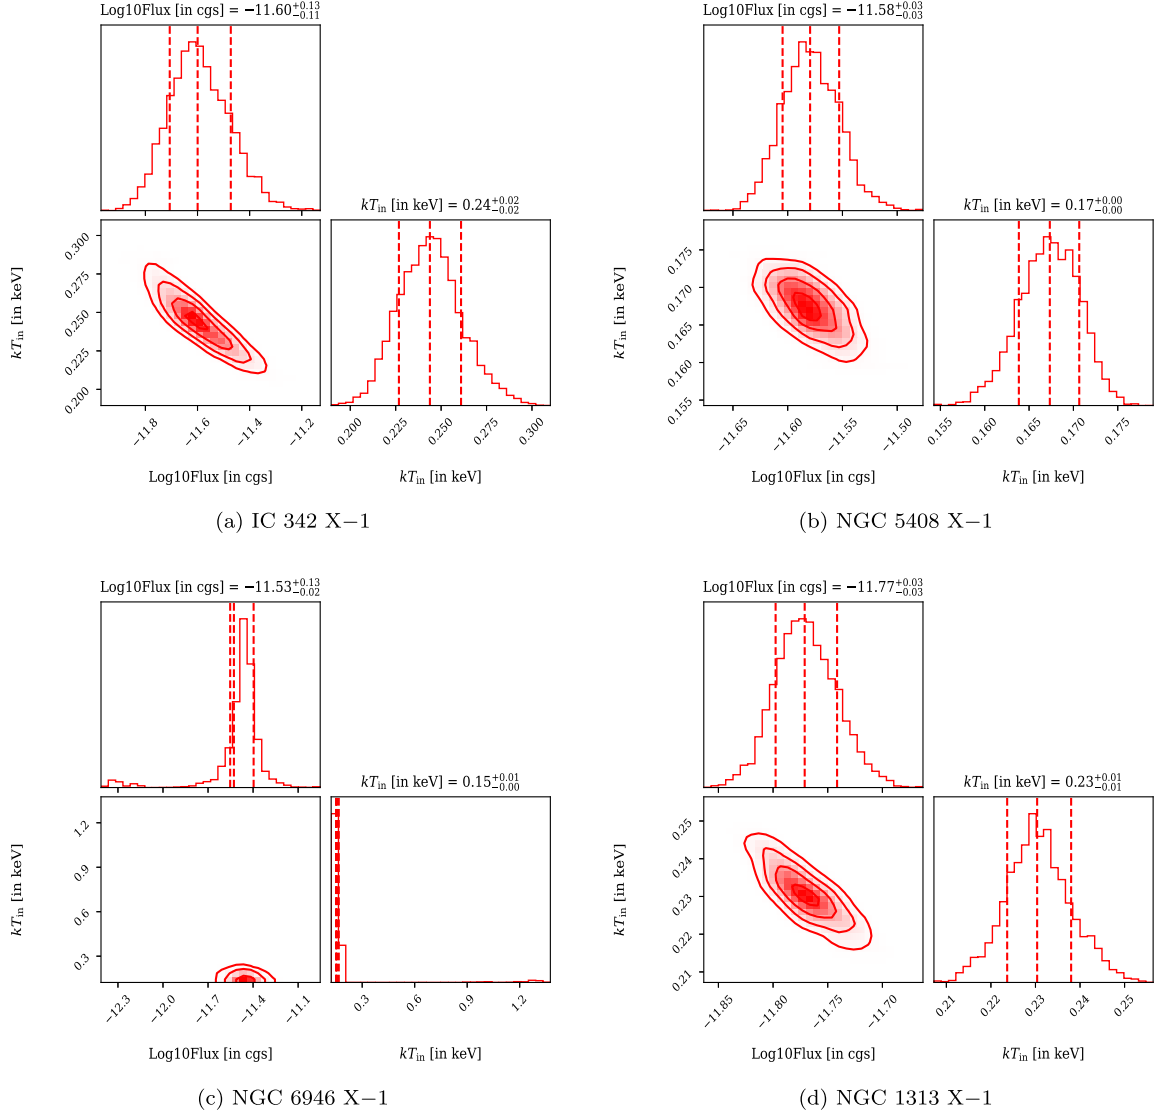 Log10Flux [in cgs] = −11.60+0.13−0.11
kTin [in keV] = 0.24+0.02−0.02
kTin [in keV]
0.300
0.275
0.250
0.225
0.200
−11.8
−11.6
−11.4
−11.2
0.200
0.225
0.250
0.275
0.300
Log10Flux [in cgs]
kTin [in keV]
(a) IC 342 X−1
Log10Flux [in cgs] = −11.58+0.03−0.03
kTin [in keV] = 0.17+0.00−0.00
kTin [in keV]
0.175
0.170
0.165
0.160
0.155
−11.65
−11.60
−11.55
−11.50
0.155
0.160
0.165
0.170
0.175
Log10Flux [in cgs]
kTin [in keV]
(b) NGC 5408 X−1
Log10Flux [in cgs] = −11.53+0.13−0.02
kTin [in keV] = 0.15+0.01−0.00
kTin [in keV]
1.2
0.9
0.6
0.3
−12.3
−12.0
−11.7
−11.4
−11.1
0.3
0.6
0.9
1.2
Log10Flux [in cgs]
kTin [in keV]
(c) NGC 6946 X−1
Log10Flux [in cgs] = −11.77+0.03−0.03
kTin [in keV] = 0.23+0.01−0.01
kTin [in keV]
0.25
0.24
0.23
0.22
0.21
−11.85
−11.80
−11.75
−11.70
0.21
0.22
0.23
0.24
0.25
Log10Flux [in cgs]
kTin [in keV]
(d) NGC 1313 X−1